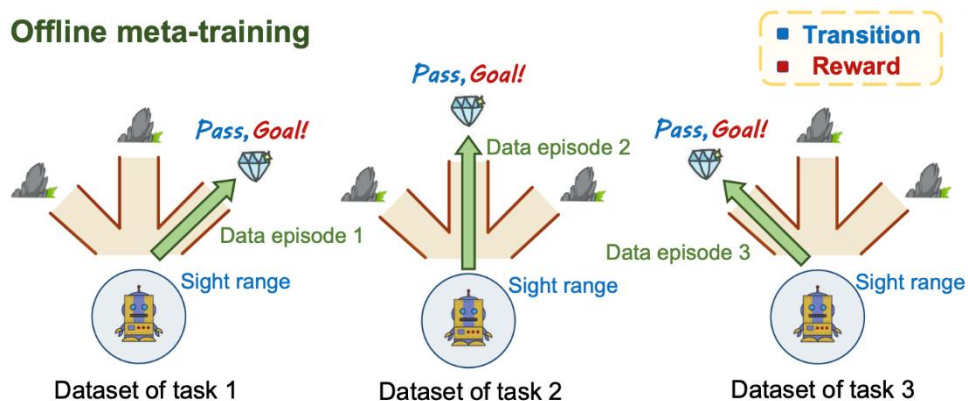 Offline meta-training
Transition
Reward
Pass, Goal!
Data episode 1
Sight range
Dataset of task 1
Pass, Goal!
Data episode 2
Sight range
Dataset of task 2
Pass, Goal!
Data episode 3
Sight range
Dataset of task 3